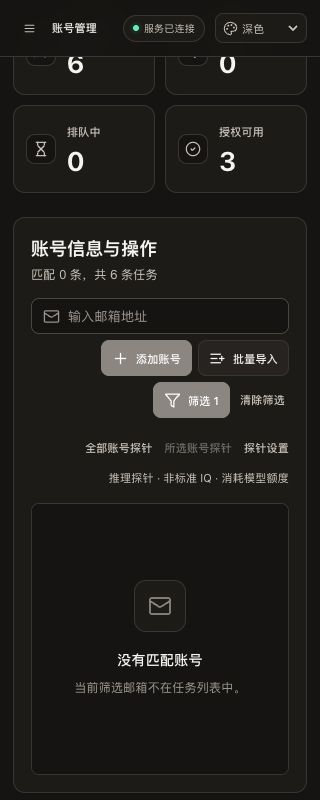 账号管理
服务已连接
深色
6
0
排队中
0
授权可用
3
账号信息与操作
匹配 0 条，共 6 条任务
输入邮箱地址
添加账号
批量导入
筛选 1
清除筛选
全部账号探针 所选账号探针 探针设置
推理探针 · 非标准 IQ · 消耗模型额度
没有匹配账号
当前筛选邮箱不在任务列表中。